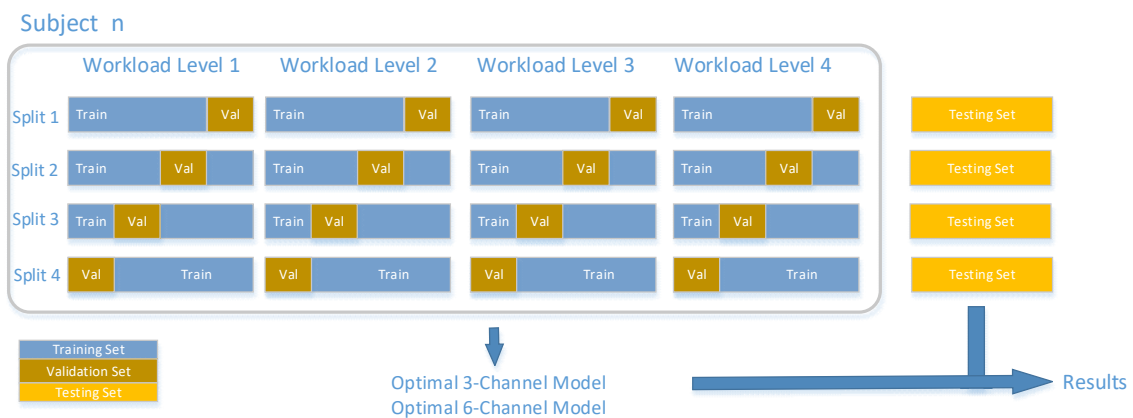 Subject n
Workload Level 1 Workload Level 2 Workload Level 3 Workload Level 4
Split 1 Train Val Train Val Train Val Train Val Testing Set
Split 2 Train Val Train Val Train Val Train Val Testing Set
Split 3 Train Val Train Val Train Val Train Val Testing Set
Split 4 Val Train Val Train Val Train Val Train Testing Set
Training Set
Validation Set
Testing Set
Optimal 3-Channel Model
Optimal 6-Channel Model
Results